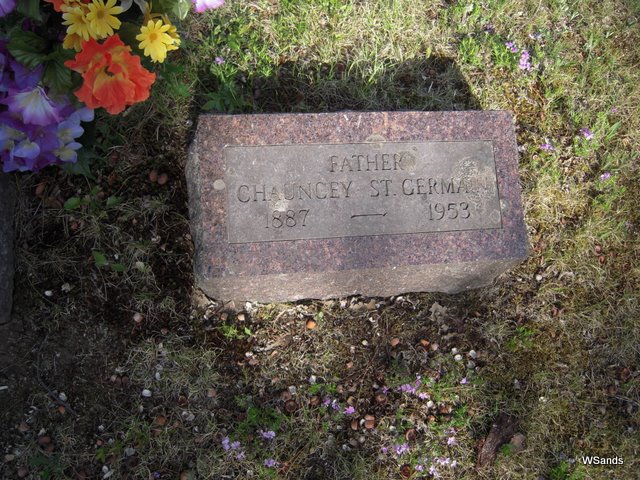 FATHER
CHAUNCEY ST. GERMAIN
1887 — 1953
WSands